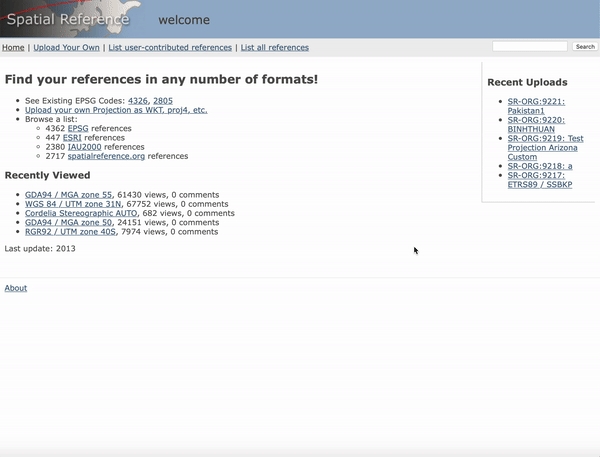 Spatial Reference welcome
Home | Upload Your Own | List user-contributed references | List all references
Search
Find your references in any number of formats!
See Existing EPSG Codes: 4326, 2805
Upload your own Projection as WKT, proj4, etc.
Browse a list:
4362 EPSG references
447 ESRI references
2380 IAU2000 references
2717 spatialreference.org references
Recently Viewed
GDA94 / MGA zone 55, 61430 views, 0 comments
WGS 84 / UTM zone 31N, 67752 views, 0 comments
Cordelia Stereographic AUTO, 682 views, 0 comments
GDA94 / MGA zone 50, 24151 views, 0 comments
RGR92 / UTM zone 40S, 7974 views, 0 comments
Last update: 2013
Recent Uploads
SR-ORG:9221:
Pakistan1
SR-ORG:9220:
BINHTHUAN
SR-ORG:9219: Test
Projection Arizona
Custom
SR-ORG:9218: a
SR-ORG:9217:
ETRS89 / SSBKP
About